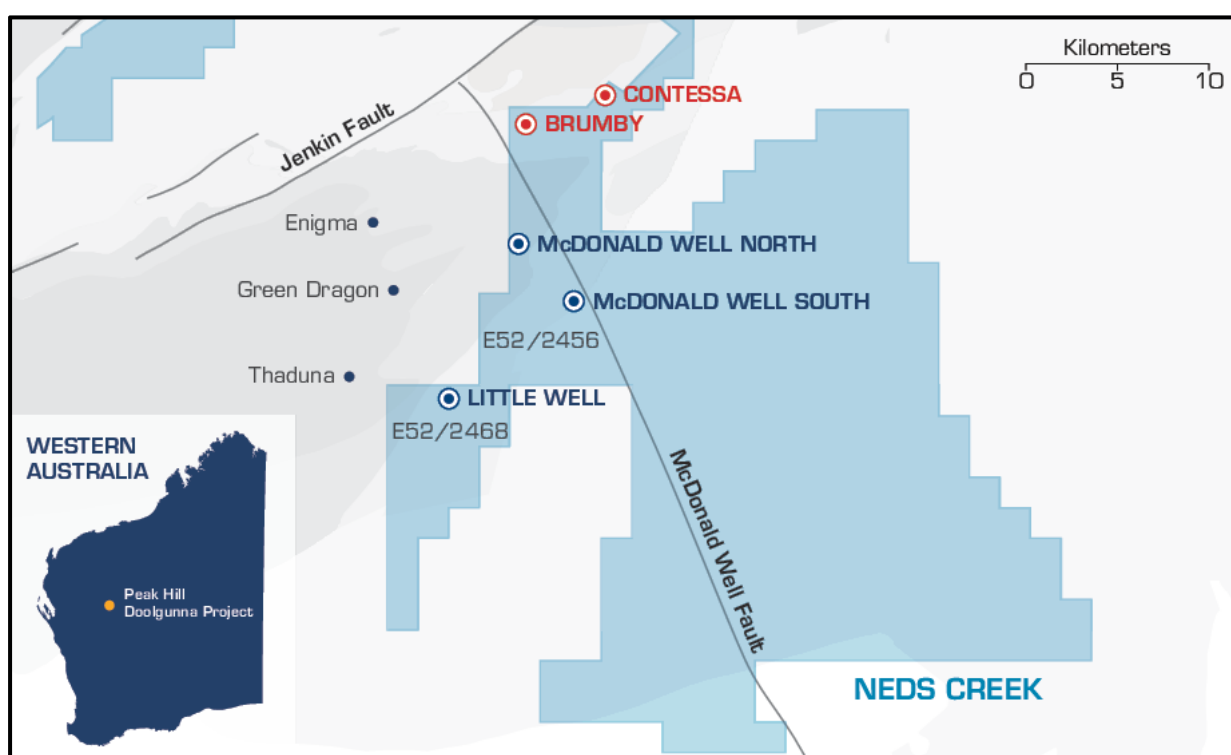 Kilometers
0 5 10
CONTESSA
BRUMBY
Jenkin Fault
Enigma
McDONALD WELL NORTH
Green Dragon
McDONALD WELL SOUTH
E52/2456
Thaduna
LITTLE WELL
E52/2468
WESTERN
AUSTRALIA
McDonald Well Fault
Peak Hill
Doolgunna Project
NEDS CREEK